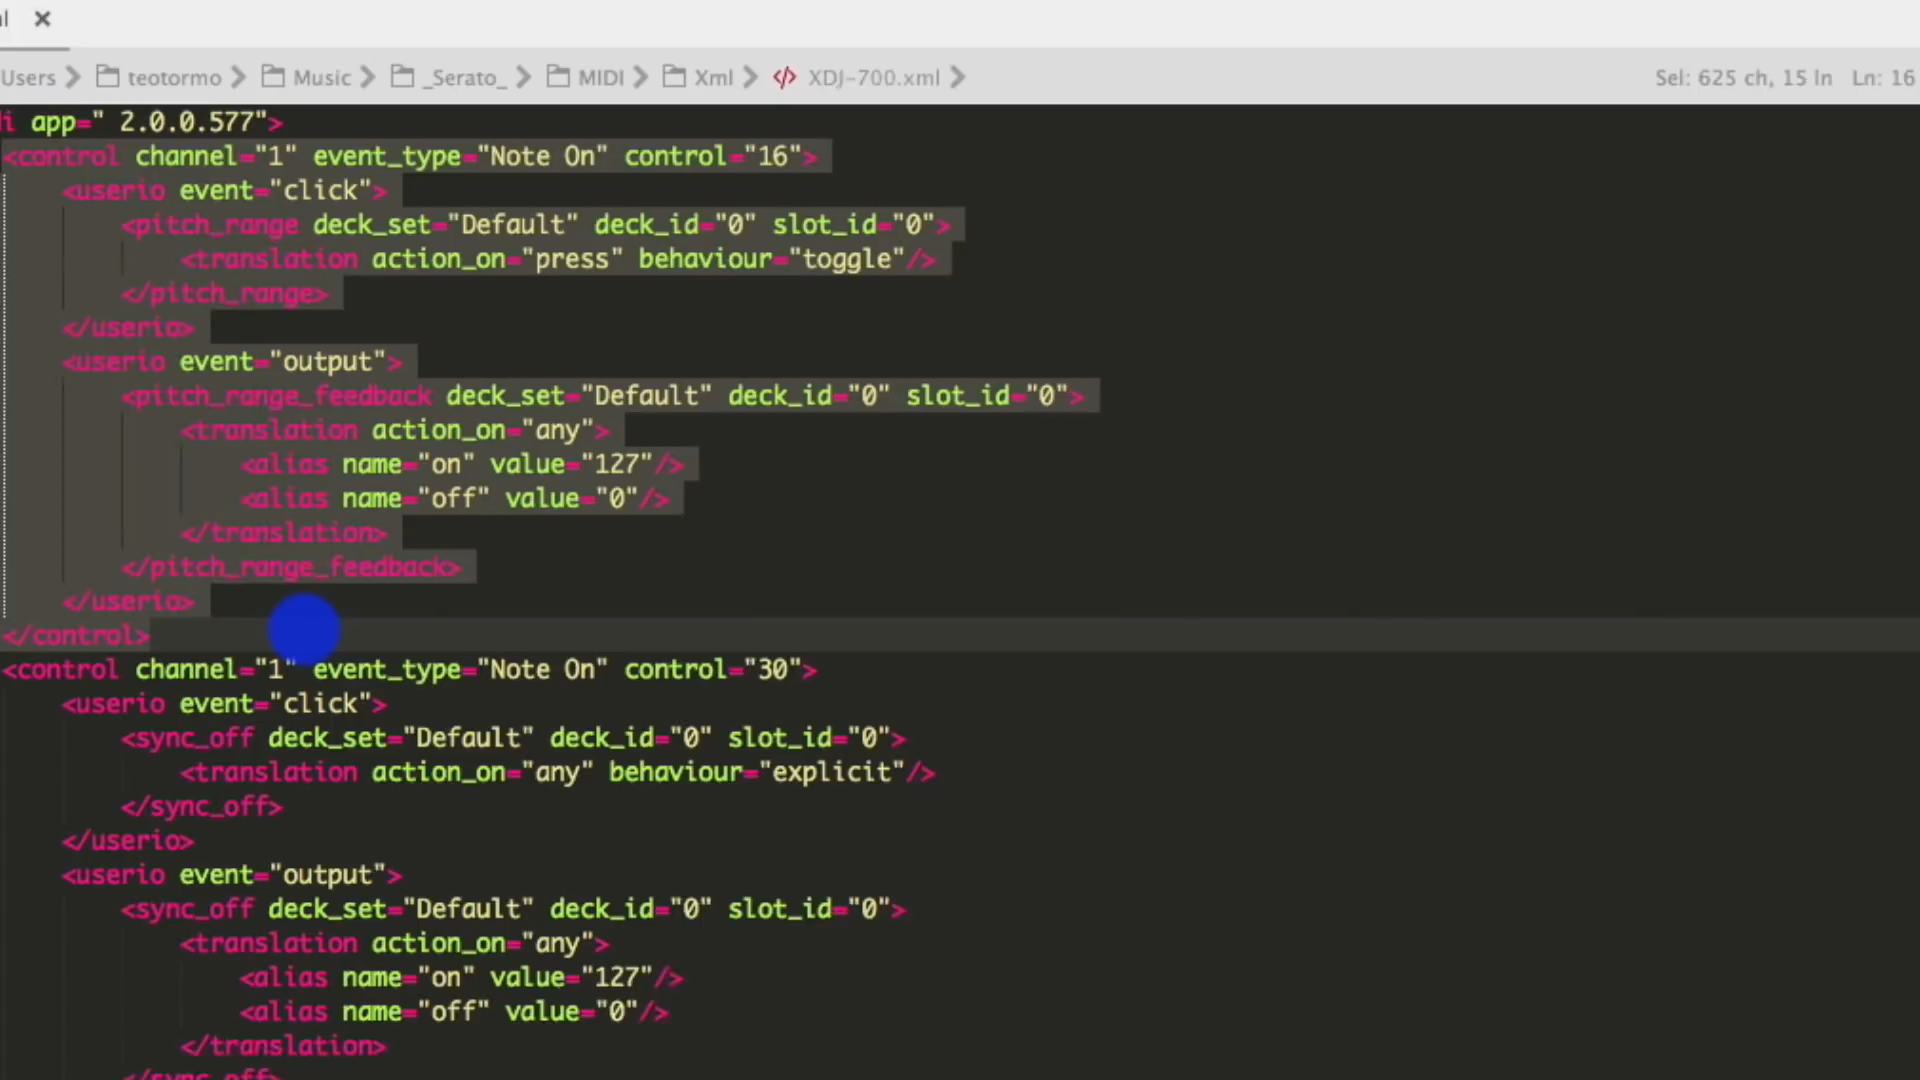 l ✕
Users teotormo Music _Serato_ MIDI Xml </> XDJ-700.xml Sel: 625 ch, 15 ln Ln: 16
i app=" 2.0.0.577">
<control channel="1" event_type="Note On" control="16">
<userio event="click">
<pitch_range deck_set="Default" deck_id="0" slot_id="0">
<translation action_on="press" behaviour="toggle"/>
</pitch_range>
</userio>
<userio event="output">
<pitch_range_feedback deck_set="Default" deck_id="0" slot_id="0">
<translation action_on="any">
<alias name="on" value="127"/>
<alias name="off" value="0"/>
</translation>
</pitch_range_feedback>
</userio>
</control>
<control channel="1" event_type="Note On" control="30">
<userio event="click">
<sync_off deck_set="Default" deck_id="0" slot_id="0">
<translation action_on="any" behaviour="explicit"/>
</sync_off>
</userio>
<userio event="output">
<sync_off deck_set="Default" deck_id="0" slot_id="0">
<translation action_on="any">
<alias name="on" value="127"/>
<alias name="off" value="0"/>
</translation>
</sync_off>